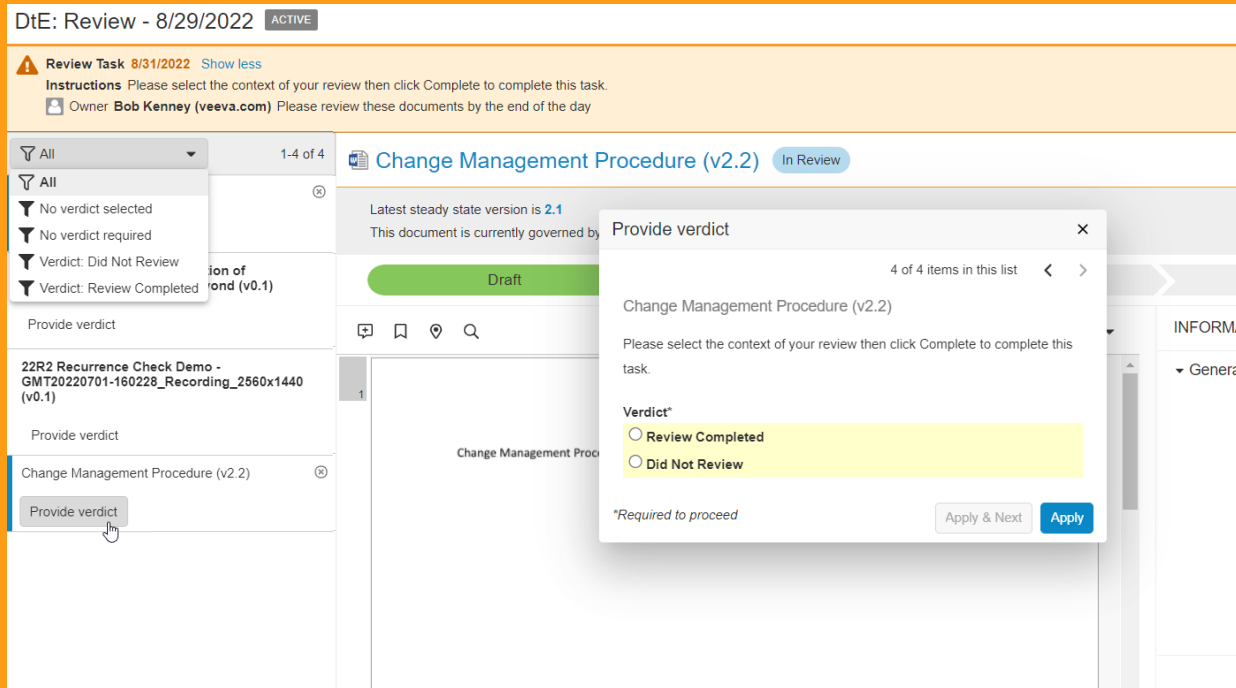 DtE: Review - 8/29/2022 ACTIVE
Review Task 8/31/2022 Show less
Instructions Please select the context of your review then click Complete to complete this task.
Owner Bob Kenney (veeva.com) Please review these documents by the end of the day
All 1-4 of 4
All
No verdict selected
No verdict required
Verdict: Did Not Review
Verdict: Review Completed
of
(v0.1)
Provide verdict
22R2 Recurrence Check Demo -
GMT20220701-160228_Recording_2560x1440
(v0.1)
Provide verdict
Change Management Procedure (v2.2)
Provide verdict
Change Management Procedure (v2.2) In Review
Latest steady state version is 2.1
This document is currently governed by
Draft
1
Change Management
Provide verdict
4 of 4 items in this list
Change Management Procedure (v2.2)
Please select the context of your review then click Complete to complete this
task.
Verdict*
Review Completed
Did Not Review
*Required to proceed
Apply & Next Apply